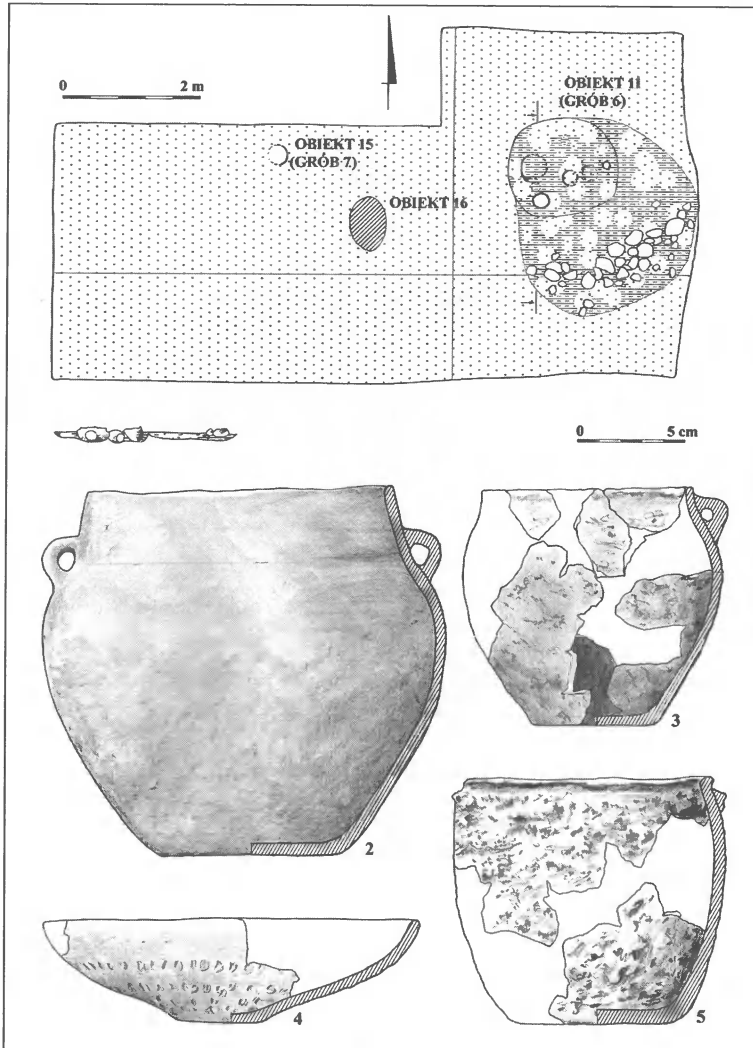 0 2 m
OBIEKT 11
(GRÓB 6)
OBIEKT 15
(GRÓB 7)
OBIEKT 16
0 5 cm
2
3
4
5